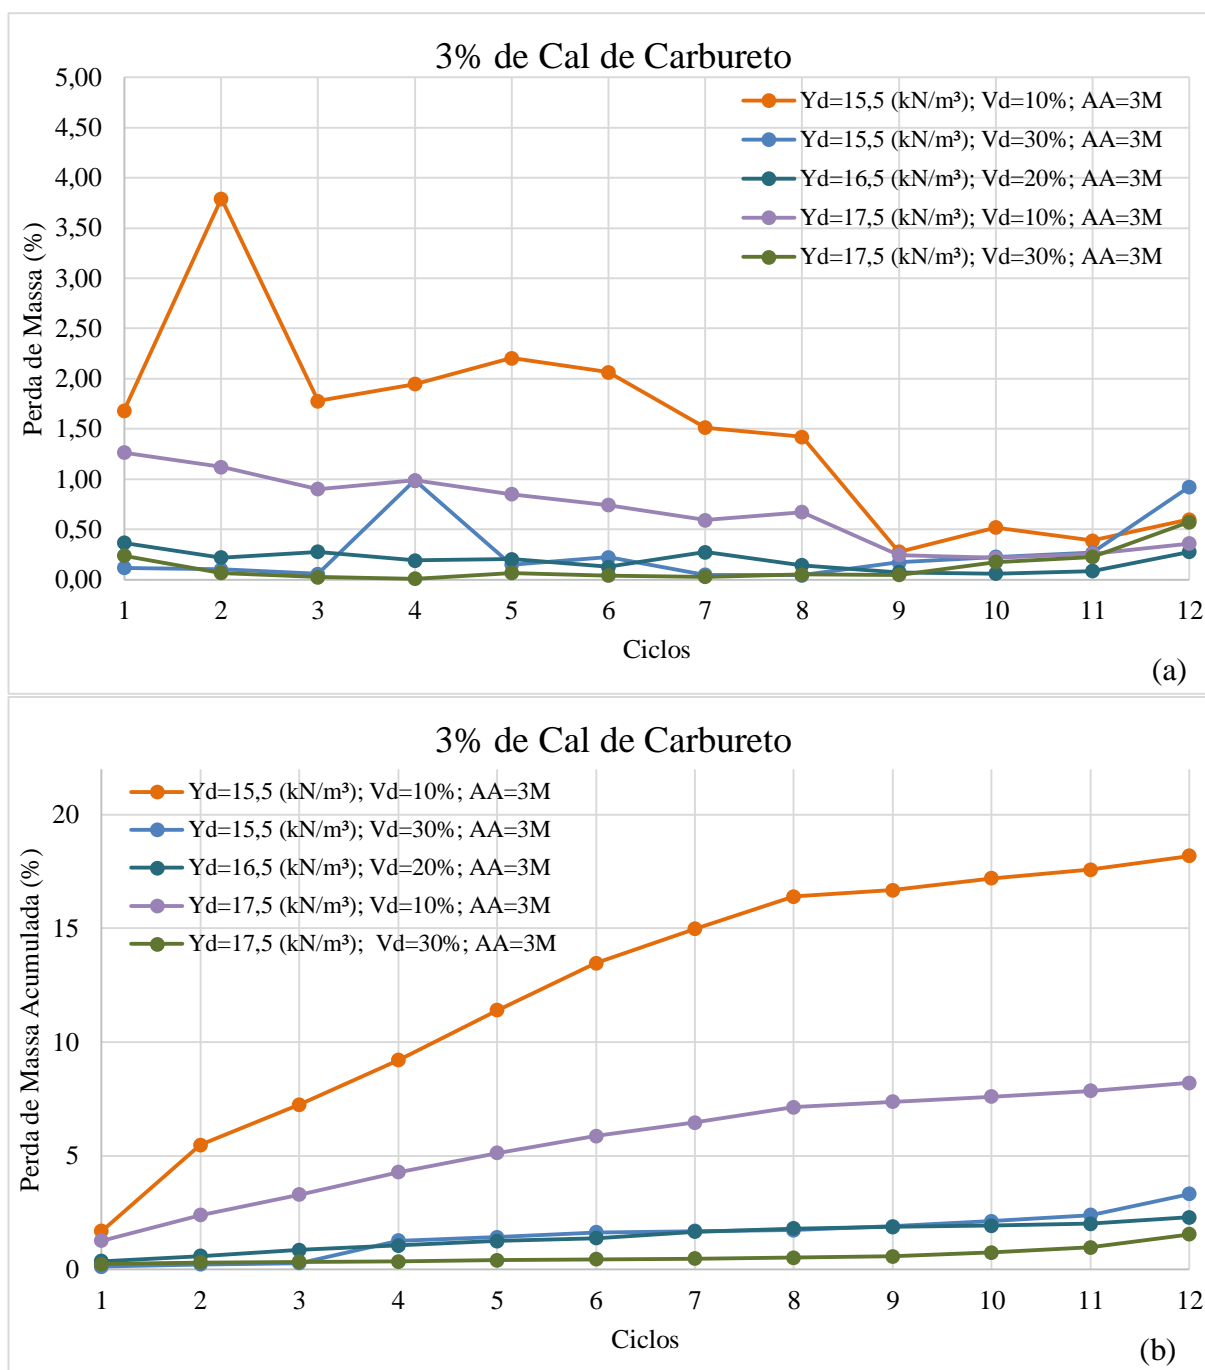 3% de Cal de Carbureto
5,00
4,50
4,00
3,50
3,00
2,50
2,00
1,50
1,00
0,50
0,00
Perda de Massa (%)
Yd=15,5 (kN/m³); Vd=10%; AA=3M
Yd=15,5 (kN/m³); Vd=30%; AA=3M
Yd=16,5 (kN/m³); Vd=20%; AA=3M
Yd=17,5 (kN/m³); Vd=10%; AA=3M
Yd=17,5 (kN/m³); Vd=30%; AA=3M
1 2 3 4 5 6 7 8 9 10 11 12
Ciclos
(a)
3% de Cal de Carbureto
20
15
10
5
0
Perda de Massa Acumulada (%)
Yd=15,5 (kN/m³); Vd=10%; AA=3M
Yd=15,5 (kN/m³); Vd=30%; AA=3M
Yd=16,5 (kN/m³); Vd=20%; AA=3M
Yd=17,5 (kN/m³); Vd=10%; AA=3M
Yd=17,5 (kN/m³); Vd=30%; AA=3M
1 2 3 4 5 6 7 8 9 10 11 12
Ciclos
(b)